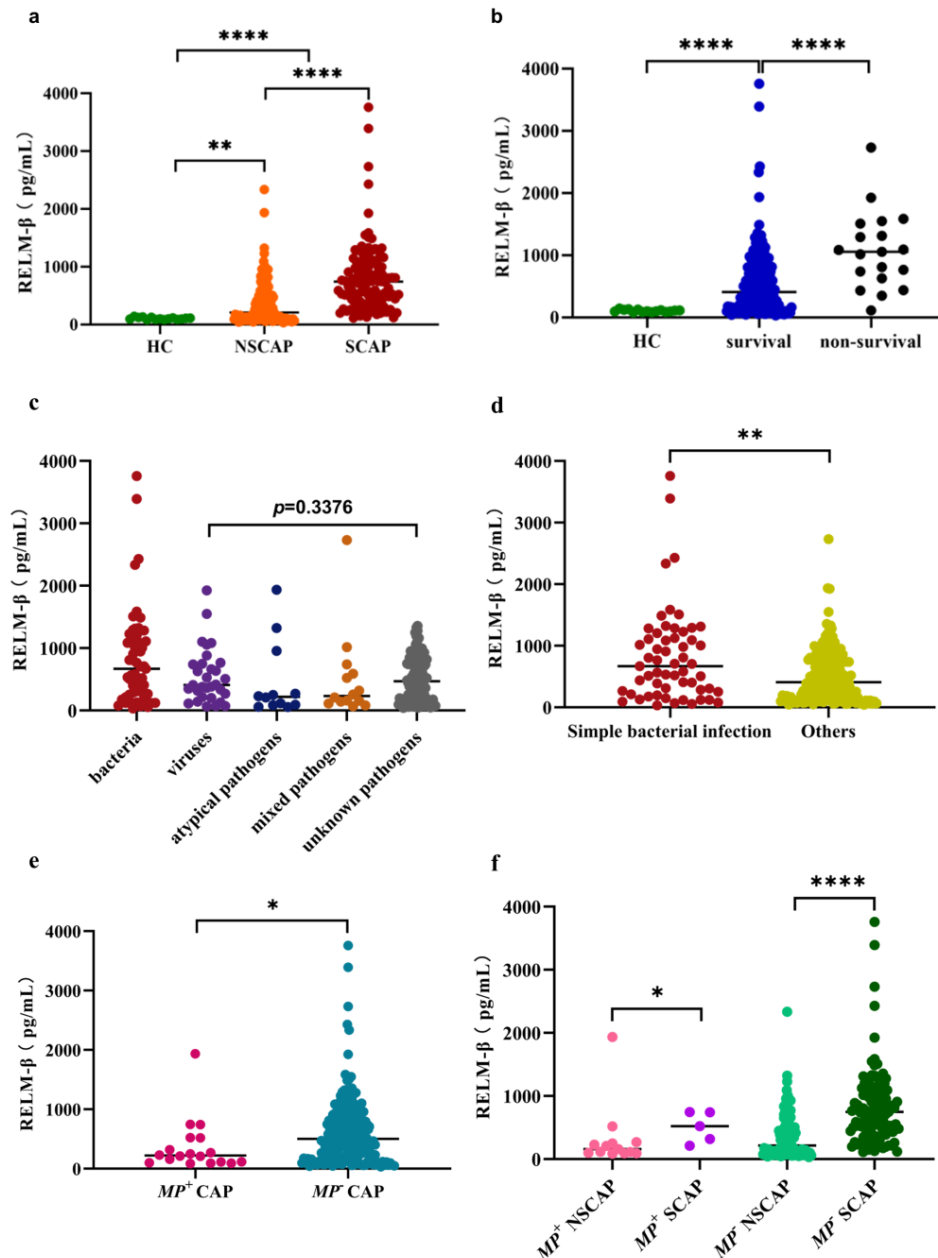 a
****
****
**
RELM-β ( pg/mL)
4000
3000
2000
1000
0
HC NSCAP SCAP
b
**** ****
RELM-β ( pg/mL)
4000
3000
2000
1000
0
HC survival non-survival
c
p=0.3376
RELM-β ( pg/mL)
4000
3000
2000
1000
0
bacteria viruses atypical pathogens mixed pathogens unknown pathogens
d
**
RELM-β ( pg/mL)
4000
3000
2000
1000
0
Simple bacterial infection Others
e
*
RELM-β ( pg/mL)
4000
3000
2000
1000
0
MP+ CAP MP- CAP
f
****
*
RELM-β ( pg/mL)
4000
3000
2000
1000
0
MP+ NSCAP MP+ SCAP MP- NSCAP MP- SCAP